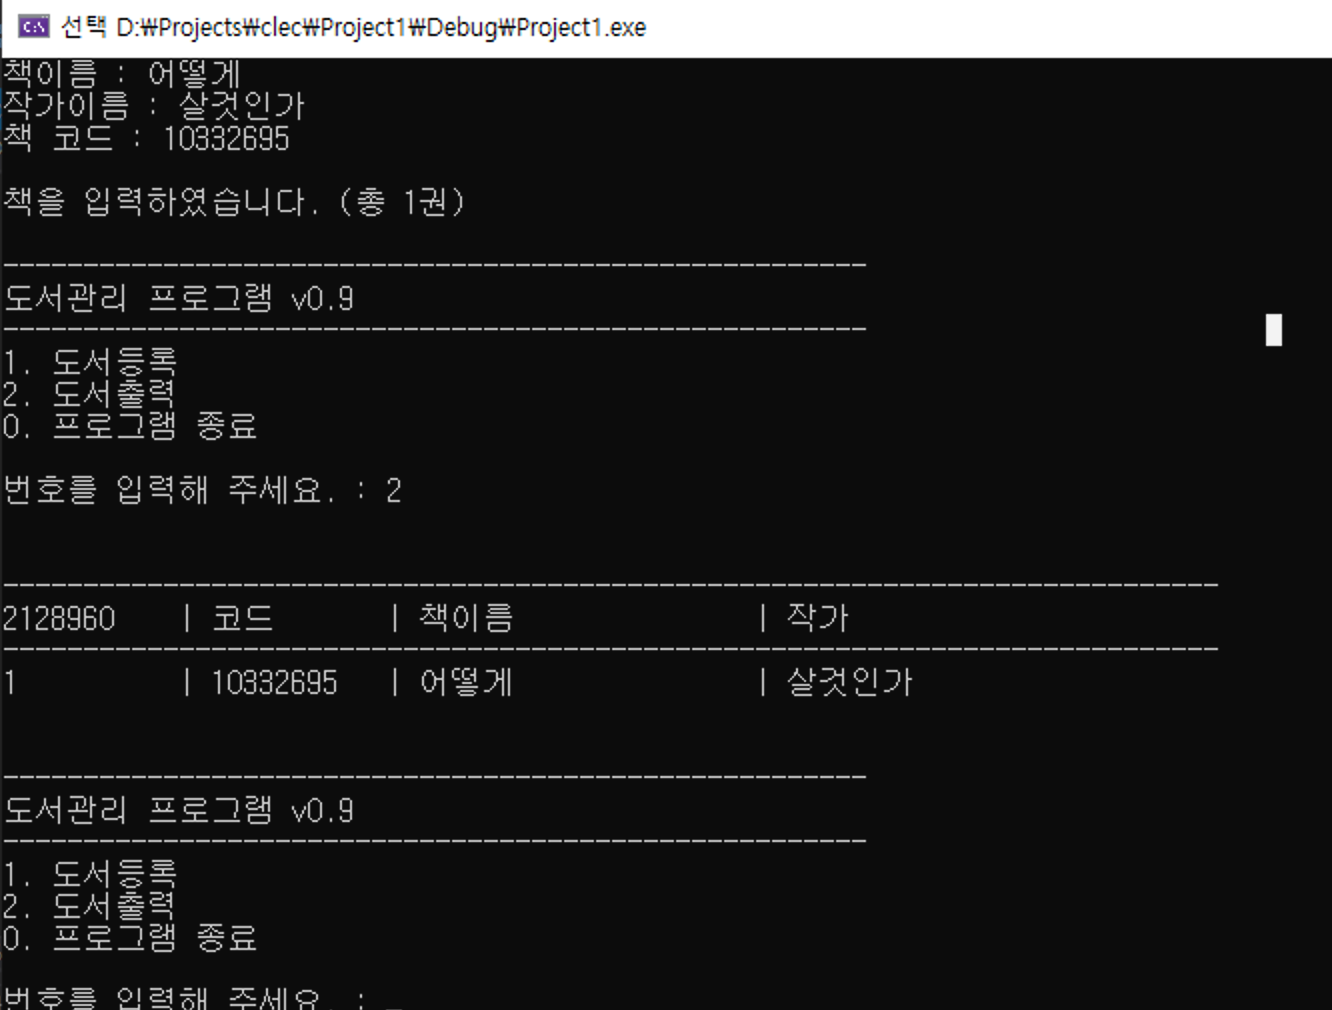 선택 D:₩Projects₩clec₩Project1₩Debug₩Project1.exe
책이름 : 어떻게
작가이름 : 살것인가
책 코드 : 10332695
책을 입력하였습니다. (총 1권)
------------------------------------------------------
도서관리 프로그램 v0.9
------------------------------------------------------
1. 도서등록
2. 도서출력
0. 프로그램 종료
번호를 입력해 주세요. : 2
----------------------------------------------------------------------------
2128960 | 코드 | 책이름 | 작가
----------------------------------------------------------------------------
1 | 10332695 | 어떻게 | 살것인가
------------------------------------------------------
도서관리 프로그램 v0.9
------------------------------------------------------
1. 도서등록
2. 도서출력
0. 프로그램 종료
번호를 입력해 주세요. :